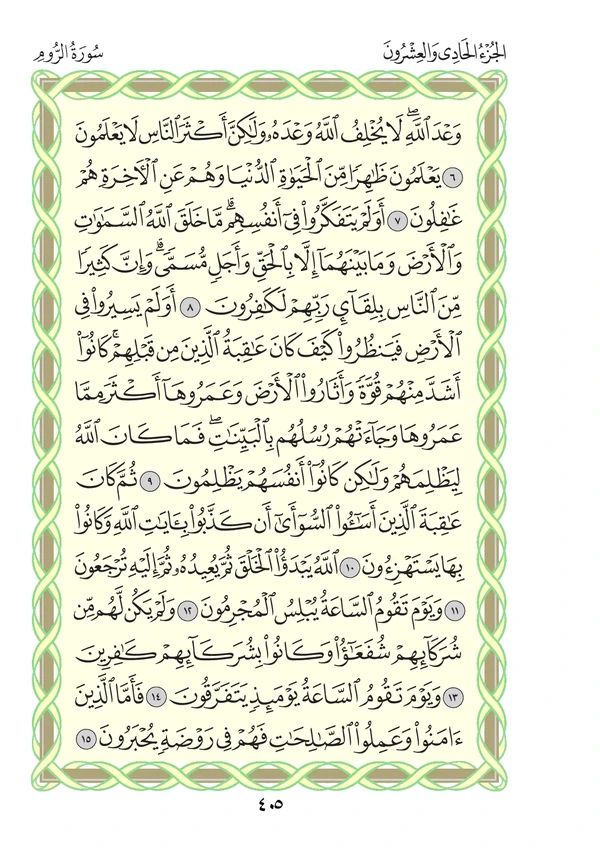 الجُزْءُ الحَادِى وَالعِشْرُونَ
سُورَةُ الرُّومِ
وَعْدَ ٱللَّهِۖ لَا يُخْلِفُ ٱللَّهُ وَعْدَهُۥ وَلَٰكِنَّ أَكْثَرَ ٱلنَّاسِ لَا يَعْلَمُونَ
٦ يَعْلَمُونَ ظَٰهِرًا مِّنَ ٱلْحَيَوٰةِ ٱلدُّنْيَا وَهُمْ عَنِ ٱلْأٓخِرَةِ هُمْ
غَٰفِلُونَ ٧ أَوَلَمْ يَتَفَكَّرُوا۟ فِىٓ أَنفُسِهِمۗ مَّا خَلَقَ ٱللَّهُ ٱلسَّمَٰوَٰتِ
وَٱلْأَرْضَ وَمَا بَيْنَهُمَآ إِلَّا بِٱلْحَقِّ وَأَجَلٍ مُّسَمًّىۗ وَإِنَّ كَثِيرًا
مِّنَ ٱلنَّاسِ بِلِقَآئِ رَبِّهِمْ لَكَٰفِرُونَ ٨ أَوَلَمْ يَسِيرُوا۟ فِى
ٱلْأَرْضِ فَيَنظُرُوا۟ كَيْفَ كَانَ عَٰقِبَةُ ٱلَّذِينَ مِن قَبْلِهِمْۚ كَانُوٓا۟
أَشَدَّ مِنْهُمْ قُوَّةً وَأَثَارُوا۟ ٱلْأَرْضَ وَعَمَرُوهَآ أَكْثَرَ مِمَّا
عَمَرُوهَا وَجَآءَتْهُمْ رُسُلُهُم بِٱلْبَيِّنَٰتِۖ فَمَا كَانَ ٱللَّهُ
لِيَظْلِمَهُمْ وَلَٰكِن كَانُوٓا۟ أَنفُسَهُمْ يَظْلِمُونَ ٩ ثُمَّ كَانَ
عَٰقِبَةَ ٱلَّذِينَ أَسَٰٓـُٔوا۟ ٱلسُّوٓأَىٰٓ أَن كَذَّبُوا۟ بِـَٔايَٰتِ ٱللَّهِ وَكَانُوا۟
بِهَا يَسْتَهْزِءُونَ ١٠ ٱللَّهُ يَبْدَؤُا۟ ٱلْخَلْقَ ثُمَّ يُعِيدُهُۥ ثُمَّ إِلَيْهِ تُرْجَعُونَ
١١ وَيَوْمَ تَقُومُ ٱلسَّاعَةُ يُبْلِسُ ٱلْمُجْرِمُونَ ١٢ وَلَمْ يَكُن لَّهُم مِّن
شُرَكَآئِهِمْ شُفَعَٰٓؤُا۟ وَكَانُوا۟ بِشُرَكَآئِهِمْ كَٰفِرِينَ
١٣ وَيَوْمَ تَقُومُ ٱلسَّاعَةُ يَوْمَئِذٍ يَتَفَرَّقُونَ ١٤ فَأَمَّا ٱلَّذِينَ
ءَامَنُوا۟ وَعَمِلُوا۟ ٱلصَّٰلِحَٰتِ فَهُمْ فِى رَوْضَةٍ يُحْبَرُونَ ١٥
٤٠٥